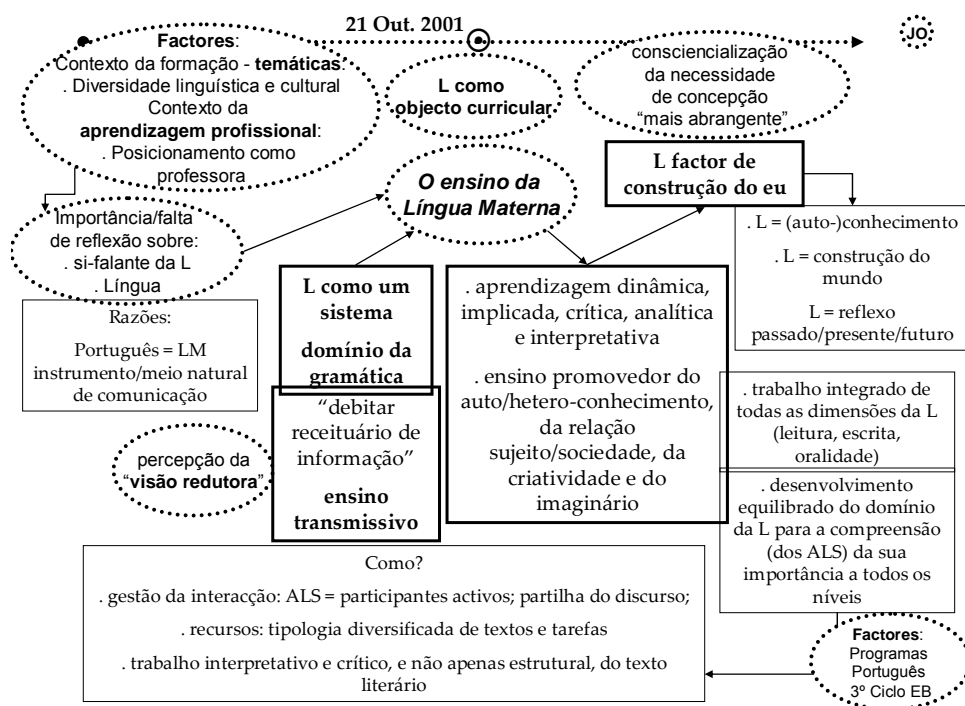 21 Out. 2001
JO
Factores:
Contexto da formação - temáticas:
. Diversidade linguística e cultural
Contexto da
aprendizagem profissional:
. Posicionamento como
professora
L como
objecto curricular
consciencialização
da necessidade
de concepção
“mais abrangente”
L factor de
construção do eu
O ensino da
Língua Materna
Importância/falta
de reflexão sobre:
. si-falante da L
. Língua
. L = (auto-)conhecimento
. L = construção do
mundo
L = reflexo
passado/presente/futuro
Razões:
Português = LM
instrumento/meio natural
de comunicação
L como um
sistema
domínio da
gramática
“debitar
receituário de
informação”
ensino
transmissivo
percepção da
“visão redutora”
. aprendizagem dinâmica,
implicada, crítica, analítica
e interpretativa
. ensino promovedor do
auto/hetero-conhecimento,
da relação
sujeito/sociedade, da
criatividade e do
imaginário
. trabalho integrado de
todas as dimensões da L
(leitura, escrita,
oralidade)
. desenvolvimento
equilibrado do domínio
da L para a compreensão
(dos ALS) da sua
importância a todos os
níveis
Como?
. gestão da interacção: ALS = participantes activos; partilha do discurso;
. recursos: tipologia diversificada de textos e tarefas
. trabalho interpretativo e crítico, e não apenas estrutural, do texto
literário
Factores:
Programas
Português
3º Ciclo EB